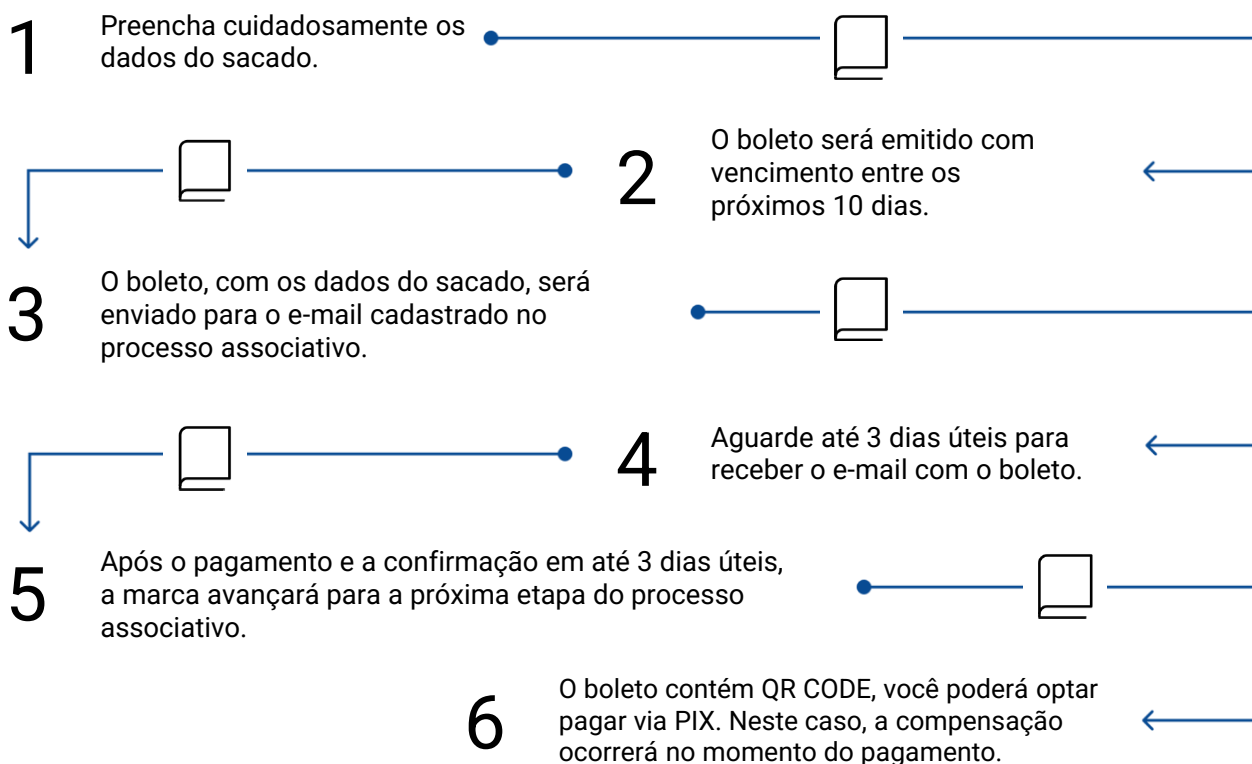 1
Preencha cuidadosamente os
dados do sacado.
2
O boleto será emitido com
vencimento entre os
próximos 10 dias.
3
O boleto, com os dados do sacado, será
enviado para o e-mail cadastrado no
processo associativo.
4
Aguarde até 3 dias úteis para
receber o e-mail com o boleto.
5
Após o pagamento e a confirmação em até 3 dias úteis,
a marca avançará para a próxima etapa do processo
associativo.
6
O boleto contém QR CODE, você poderá optar
pagar via PIX. Neste caso, a compensação
ocorrerá no momento do pagamento.